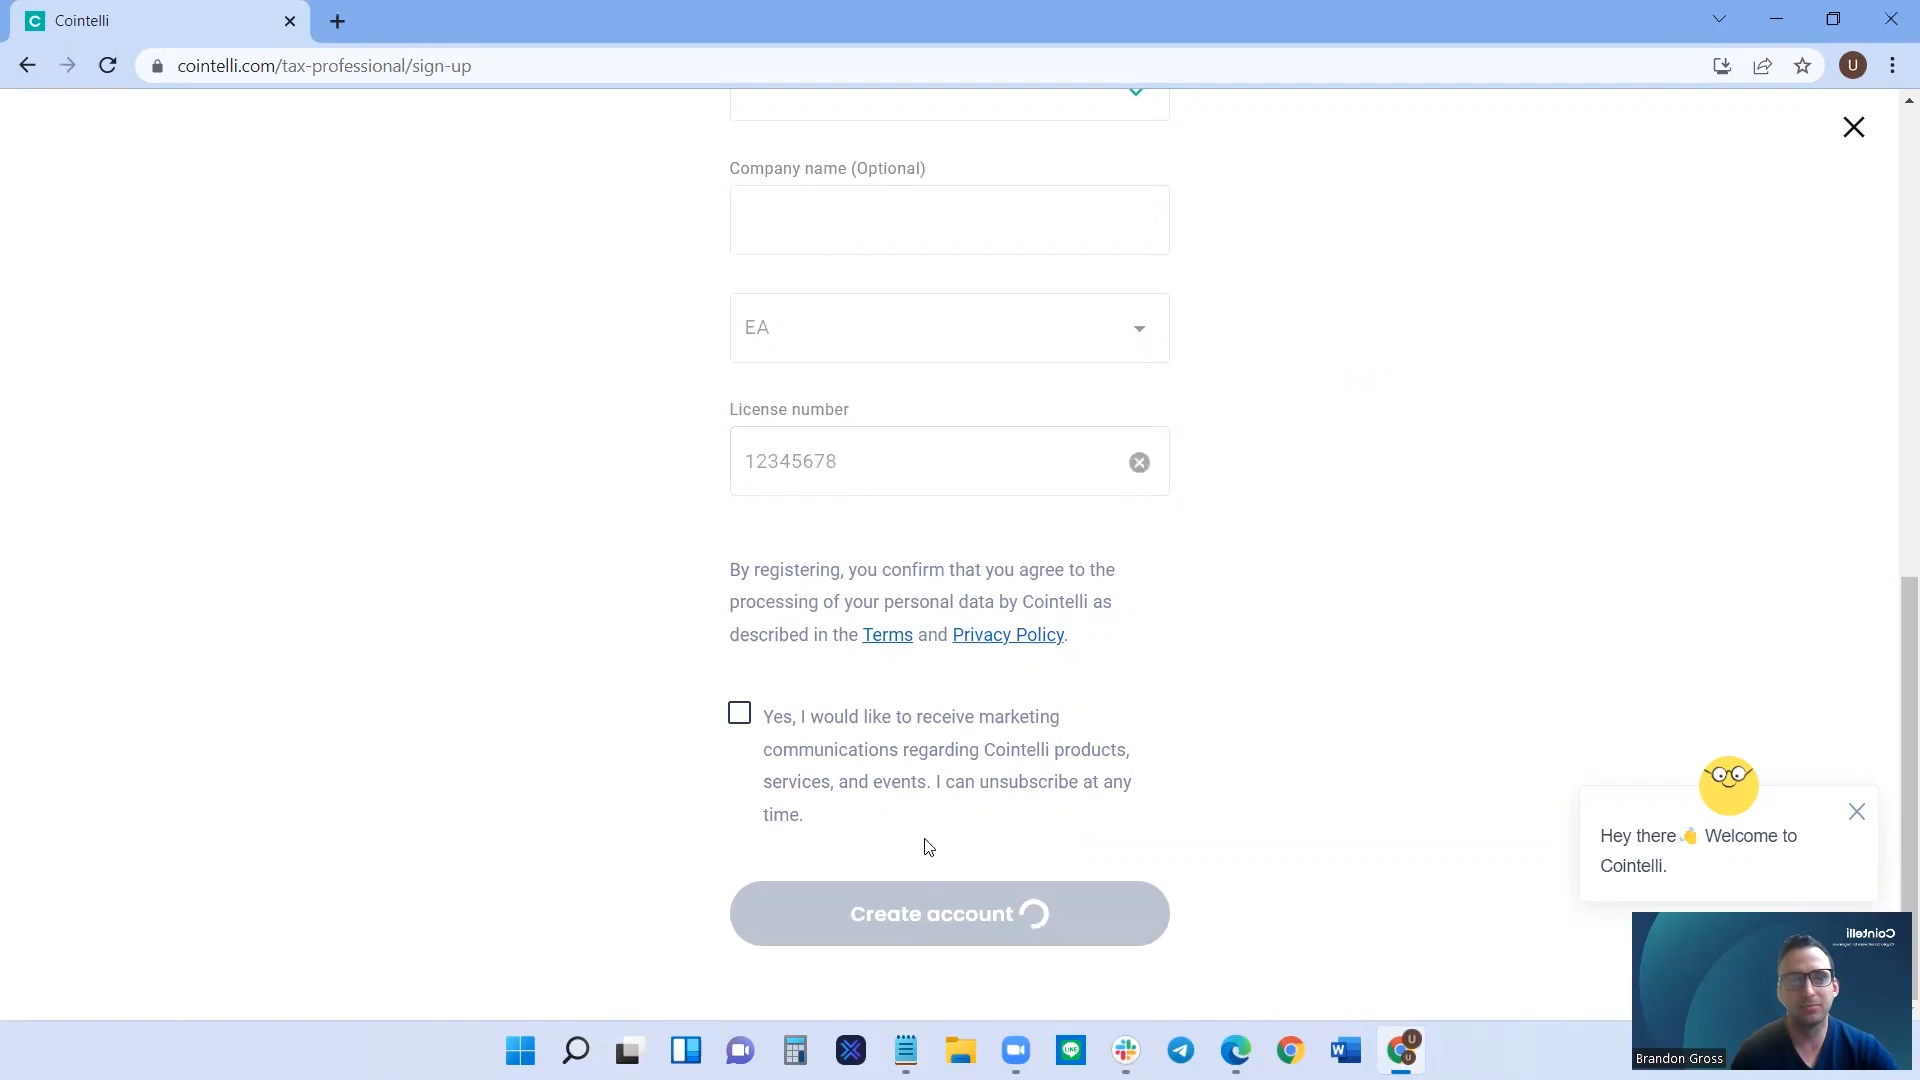 C Cointelli
cointelli.com/tax-professional/sign-up
U
Company name (Optional)
EA
License number
12345678
By registering, you confirm that you agree to the
processing of your personal data by Cointelli as
described in the Terms and Privacy Policy.
Yes, I would like to receive marketing
communications regarding Cointelli products,
services, and events. I can unsubscribe at any
time.
Create account
Hey there👋 Welcome to
Cointelli.
Cointelli
Brandon Gross